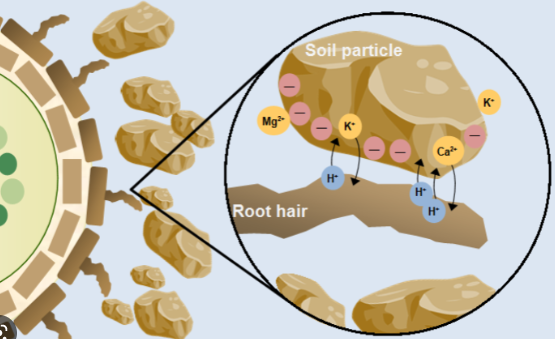 Soil particle
K⁺
Mg²⁺
—
—
—
K⁺
—
—
—
Ca²⁺
H⁺
H⁺
H⁺
Root hair